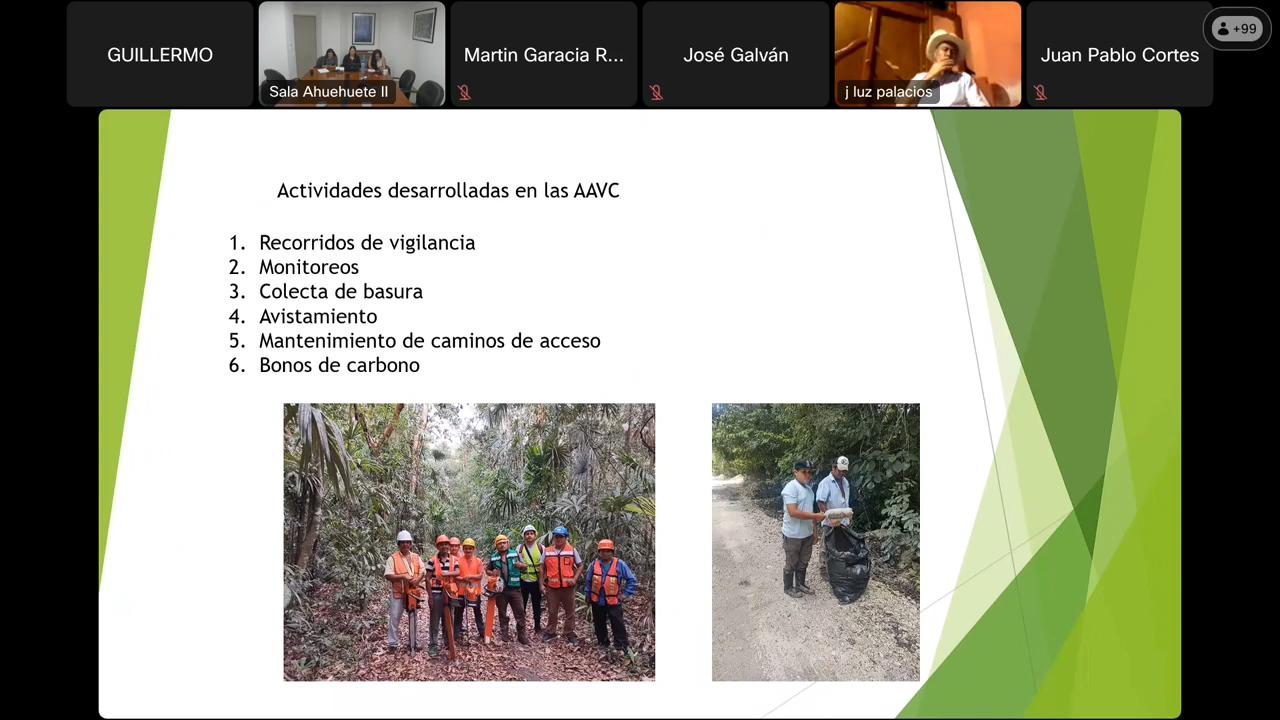 GUILLERMO
Sala Ahuehuete II
Martin Garacia R...
José Galván
j luz palacios
Juan Pablo Cortes
+99
Actividades desarrolladas en las AAVC
1. Recorridos de vigilancia
2. Monitoreos
3. Colecta de basura
4. Avistamiento
5. Mantenimiento de caminos de acceso
6. Bonos de carbono